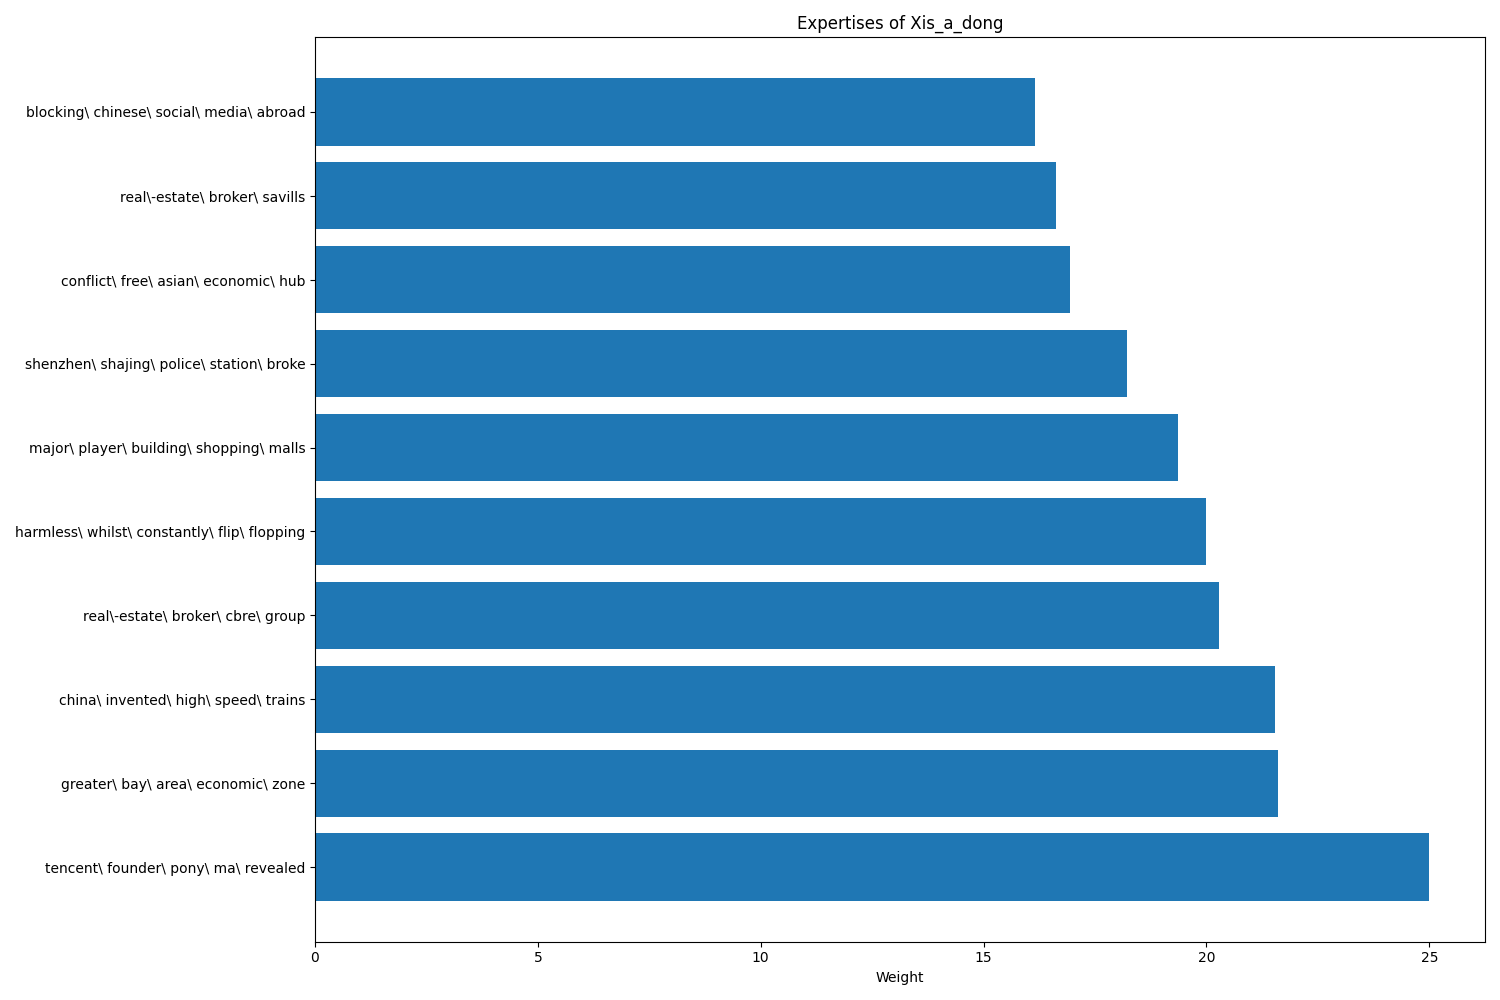 Expertises of Xis_a_dong
blocking\ chinese\ social\ media\ abroad
real\-estate\ broker\ savills
conflict\ free\ asian\ economic\ hub
shenzhen\ shajing\ police\ station\ broke
major\ player\ building\ shopping\ malls
harmless\ whilst\ constantly\ flip\ flopping
real\-estate\ broker\ cbre\ group
china\ invented\ high\ speed\ trains
greater\ bay\ area\ economic\ zone
tencent\ founder\ pony\ ma\ revealed
0 5 10 15 20 25
Weight